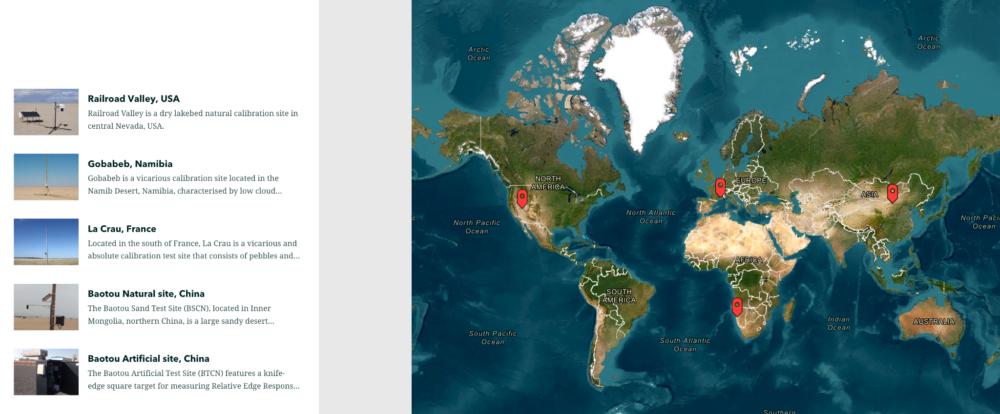 Railroad Valley, USA
Railroad Valley is a dry lakebed natural calibration site in
central Nevada, USA.
Gobabeb, Namibia
Gobabeb is a vicarious calibration site located in the
Namib Desert, Namibia, characterised by low cloud...
La Crau, France
Located in the south of France, La Crau is a vicarious and
absolute calibration test site that consists of pebbles and...
Baotou Natural site, China
The Baotou Sand Test Site (BSCN), located in Inner
Mongolia, northern China, is a large sandy desert...
Baotou Artificial site, China
The Baotou Artificial Test Site (BTCN) features a knife-
edge square target for measuring Relative Edge Respons...
Arctic
Ocean
Arctic
Ocean
NORTH
AMERICA
EUROPE
ASIA
North Atlantic
Ocean
c
North Pacific
Ocean
North Pacif
Ocean
AFRICA
SOUTH
AMERICA
Indian
Ocean
AUSTRALIA
South Pacific
Ocean
South Atlantic
Ocean
Southern